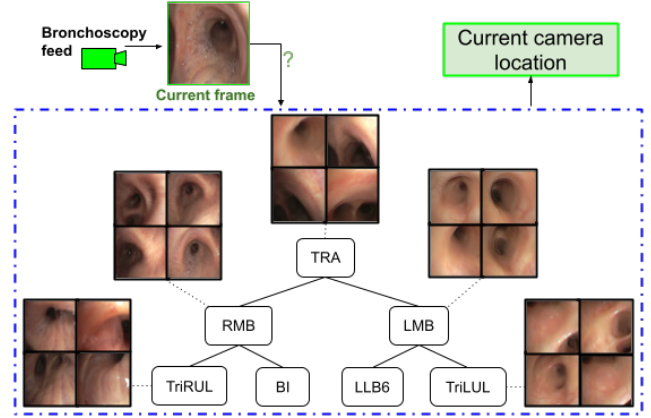 Bronchoscopy
feed
Current frame
?
Current camera
location
TRA
RMB
LMB
TriRUL
BI
LLB6
TriLUL